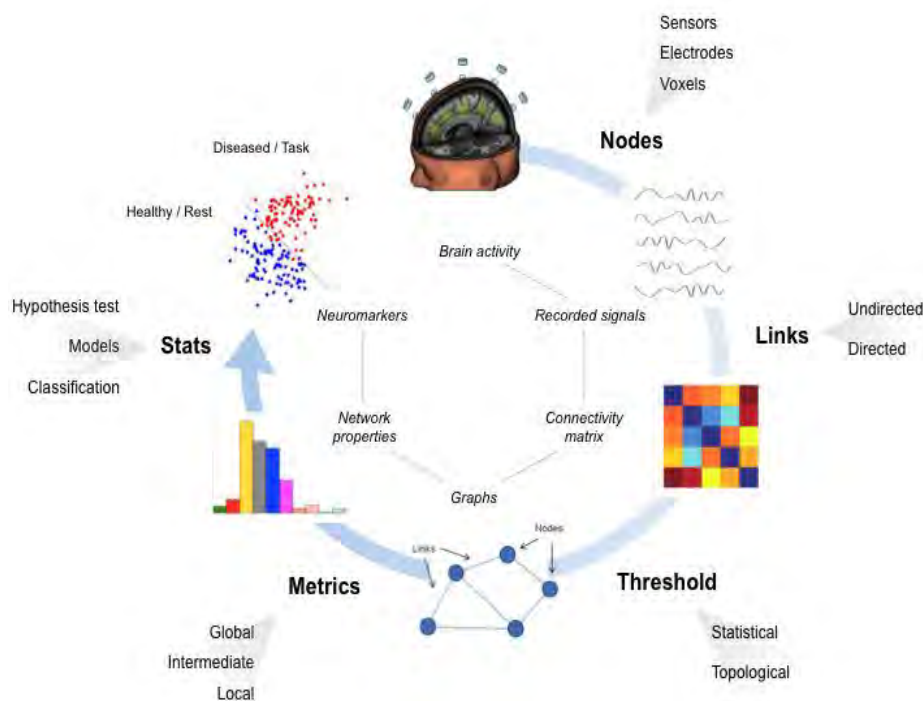 Sensors
Electrodes
Voxels
Nodes
Diseased / Task
Healthy / Rest
Brain activity
Hypothesis test
Models
Classification
Stats
Neuromarkers
Recorded signals
Links
Undirected
Directed
Network
properties
Connectivity
matrix
Graphs
Links
Nodes
Metrics
Threshold
Global
Intermediate
Local
Statistical
Topological